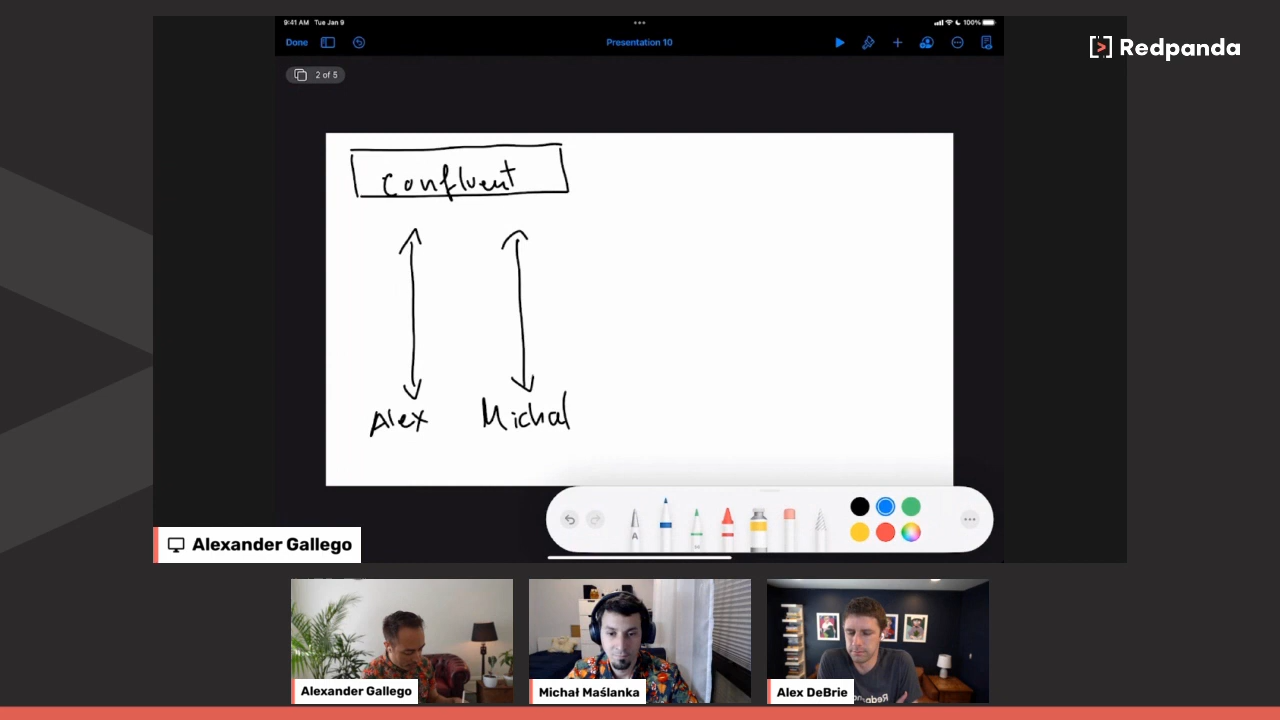 9:41 AM Tue Jan 9
100%
Redpanda
Done
Presentation 10
2 of 5
Confluent
Alex
Michal
A
Alexander Gallego
Alexander Gallego
Michał Maślanka
Alex DeBrie